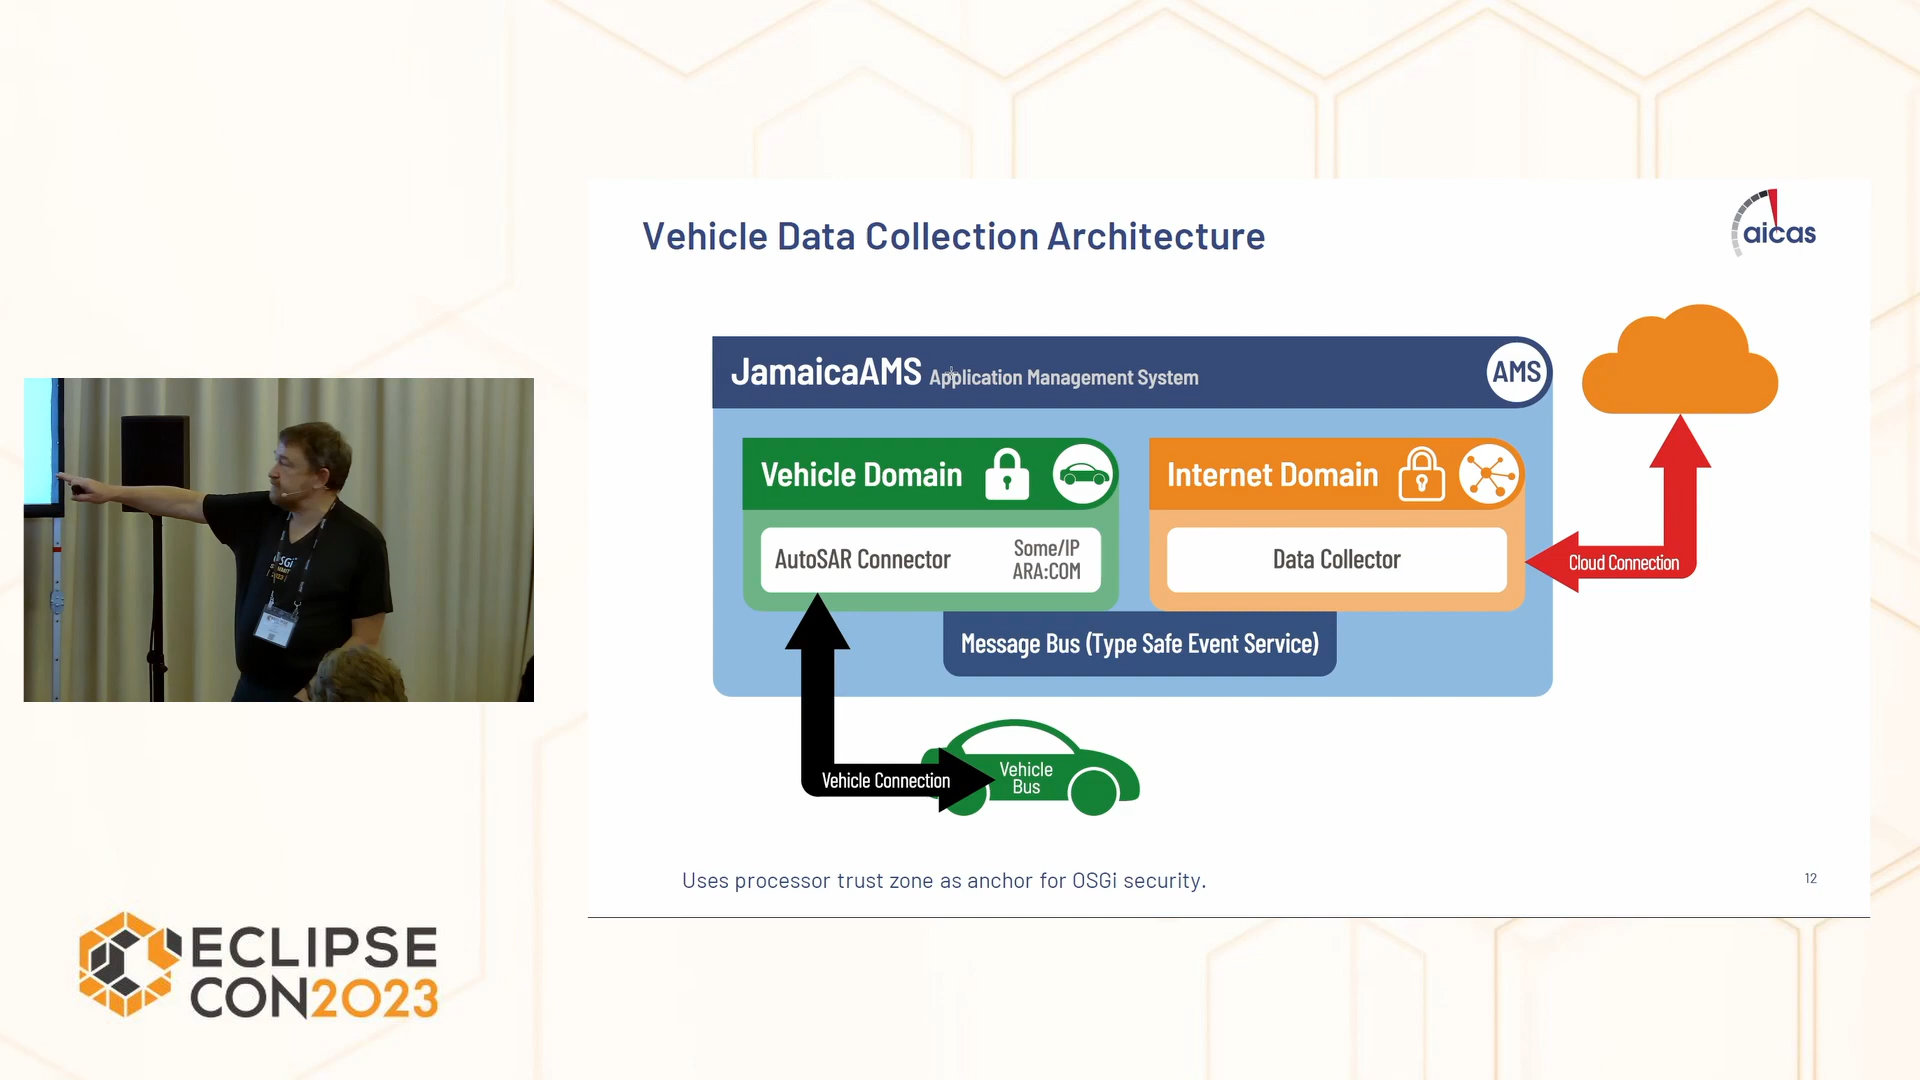 Vehicle Data Collection Architecture
aicas
JamaicaAMS Application Management System
AMS
Vehicle Domain
Internet Domain
AutoSAR Connector
Some/IP
ARA:COM
Data Collector
Cloud Connection
Message Bus (Type Safe Event Service)
Vehicle Connection
Vehicle
Bus
Uses processor trust zone as anchor for OSGi security.
12
ECLIPSE
CON2023